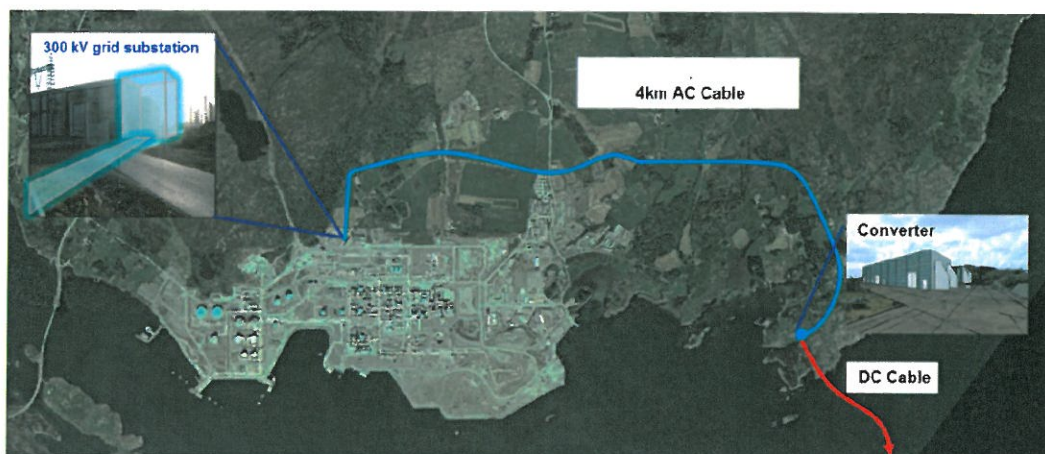 300 kV grid substation
4km AC Cable
Converter
DC Cable